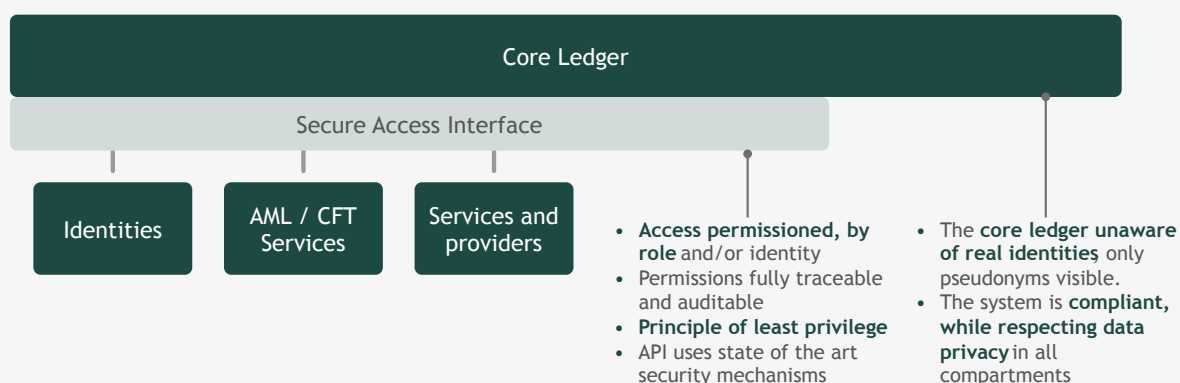 Core Ledger
Secure Access Interface
Identities
AML / CFT
Services
Services and
providers
• Access permissioned, by
role and/or identity
• Permissions fully traceable
and auditable
• Principle of least privilege
• API uses state of the art
security mechanisms
• The core ledger unaware
of real identities, only
pseudonyms visible.
• The system is compliant,
while respecting data
privacy in all
compartments